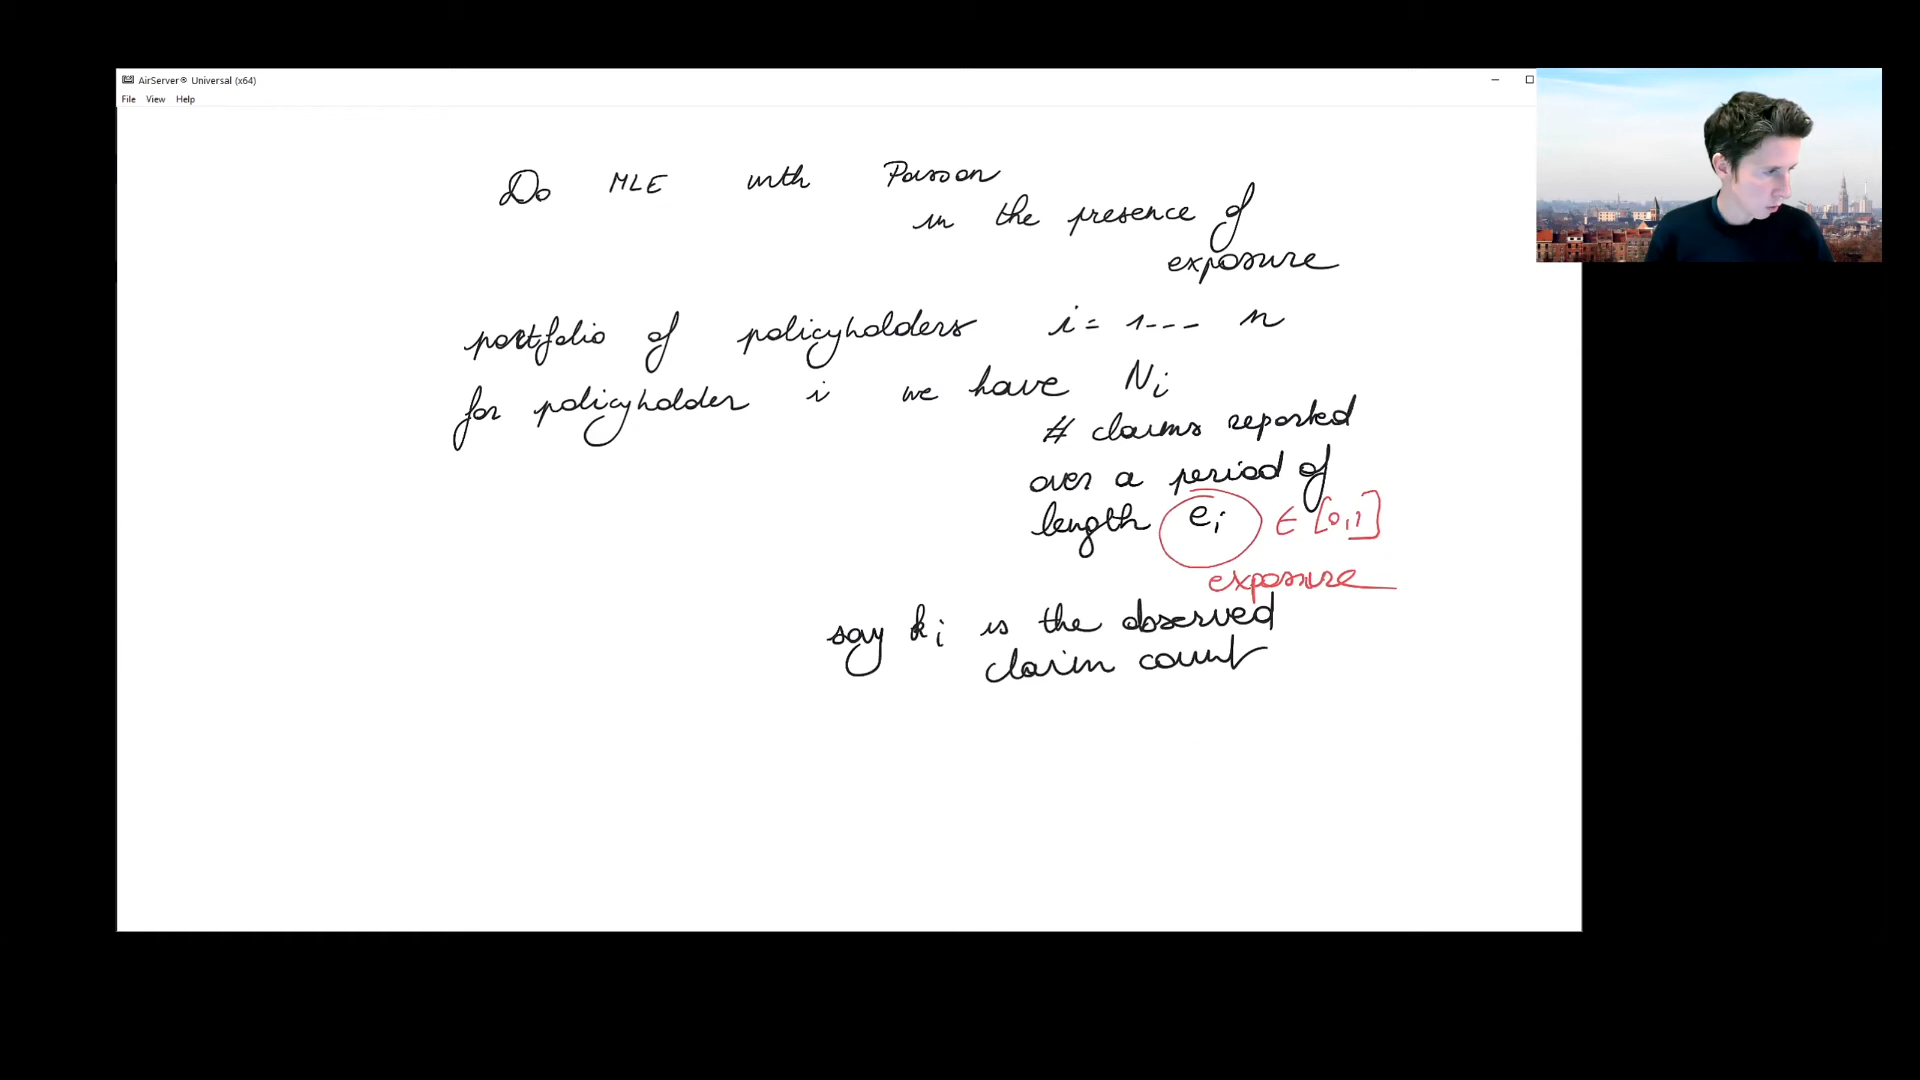 AirServer® Universal (x64)
File View Help
Do MLE with Poisson
in the presence of
exposure
portfolio of policyholders i = 1--- n
for policyholder i we have Ni
# claims reported
over a period of
length ei ∈ [0,1]
exposure
say ki is the observed
claim count